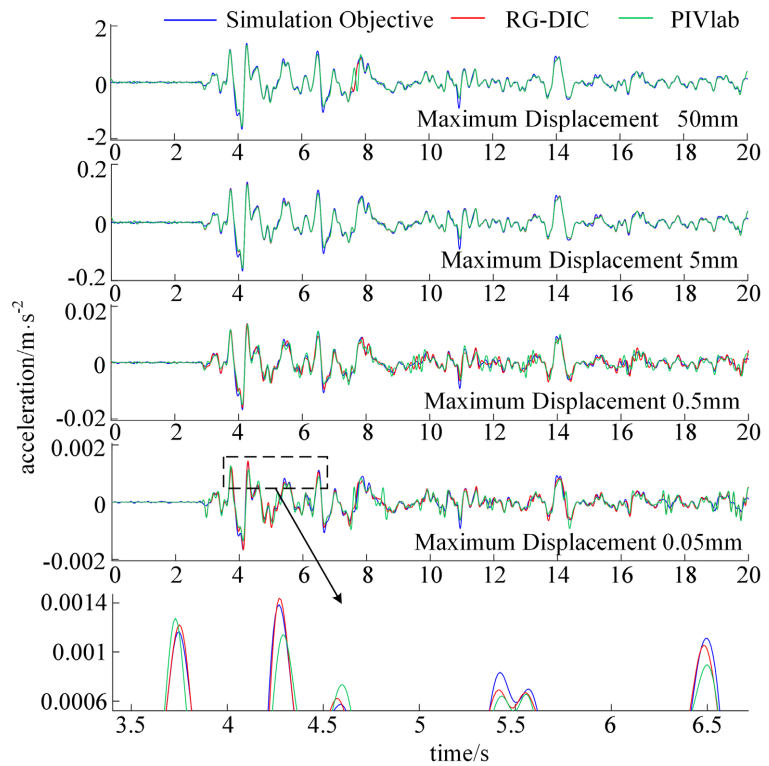 Simulation Objective RG-DIC PIVlab
2
0
-2
Maximum Displacement 50mm
0 2 4 6 8 10 12 14 16 18 20
0.2
0
-0.2
Maximum Displacement 5mm
0 2 4 6 8 10 12 14 16 18 20
acceleration/m·s-2
0.02
0
-0.02
Maximum Displacement 0.5mm
0 2 4 6 8 10 12 14 16 18 20
0.002
0
-0.002
Maximum Displacement 0.05mm
0 2 4 6 8 10 12 14 16 18 20
0.0014
0.001
0.0006
3.5 4 4.5 5 5.5 6 6.5
time/s